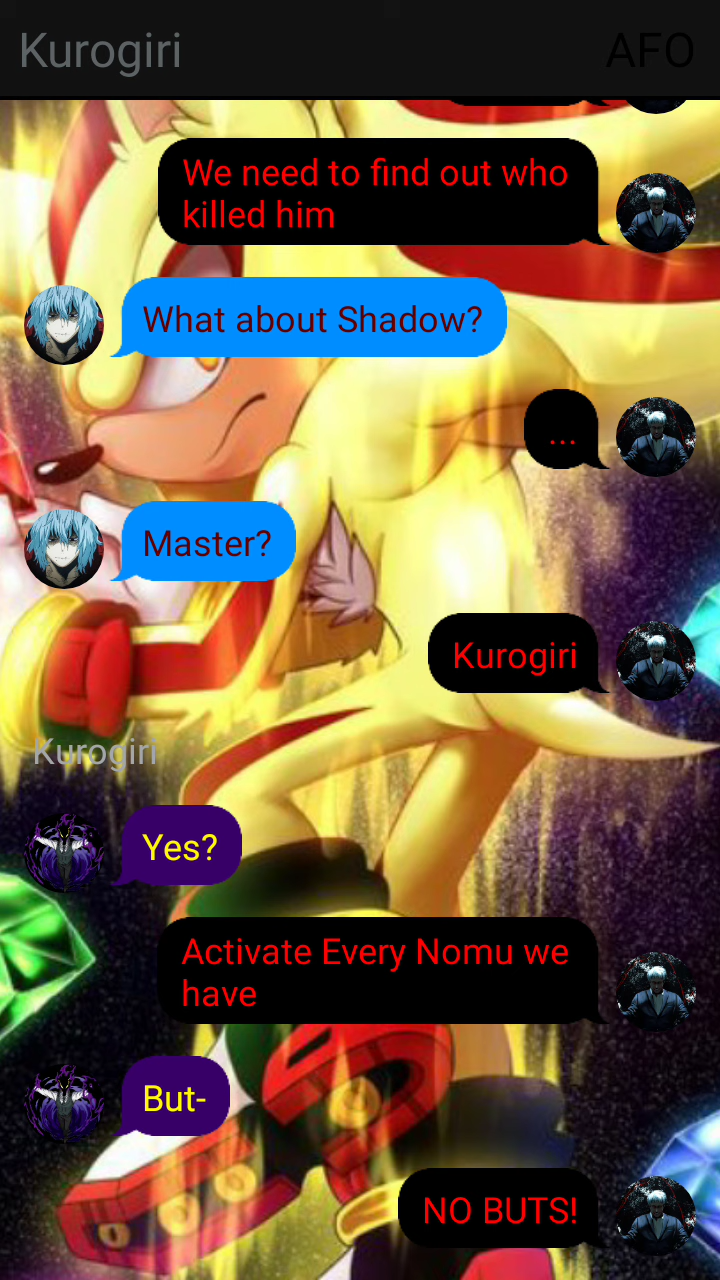 Kurogiri AFO
We need to find out who
killed him
What about Shadow?
...
Master?
Kurogiri
Kurogiri
Yes?
Activate Every Nomu we
have
But-
NO BUTS!